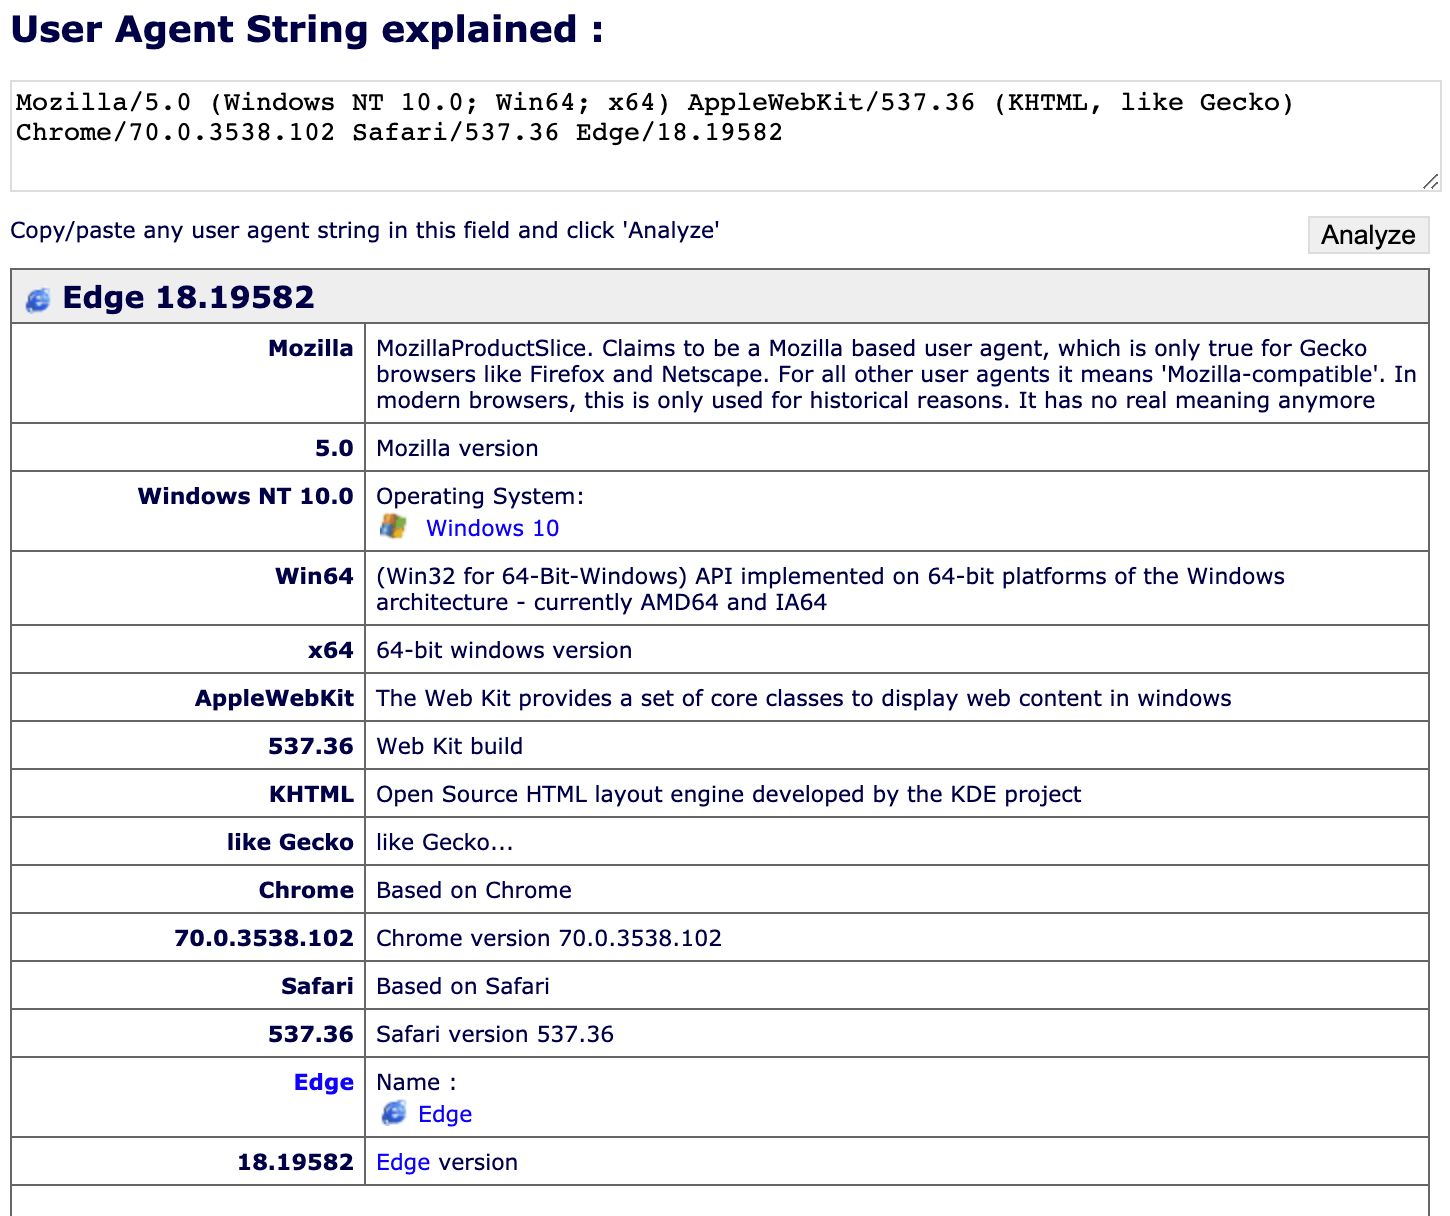 User Agent String explained :
Mozilla/5.0 (Windows NT 10.0; Win64; x64) AppleWebKit/537.36 (KHTML, like Gecko)
Chrome/70.0.3538.102 Safari/537.36 Edge/18.19582
Copy/paste any user agent string in this field and click 'Analyze'
Analyze
Edge 18.19582
Mozilla
MozillaProductSlice. Claims to be a Mozilla based user agent, which is only true for Gecko
browsers like Firefox and Netscape. For all other user agents it means 'Mozilla-compatible'. In
modern browsers, this is only used for historical reasons. It has no real meaning anymore
5.0
Mozilla version
Windows NT 10.0
Operating System:
Windows 10
Win64
(Win32 for 64-Bit-Windows) API implemented on 64-bit platforms of the Windows
architecture - currently AMD64 and IA64
x64
64-bit windows version
AppleWebKit
The Web Kit provides a set of core classes to display web content in windows
537.36
Web Kit build
KHTML
Open Source HTML layout engine developed by the KDE project
like Gecko
like Gecko...
Chrome
Based on Chrome
70.0.3538.102
Chrome version 70.0.3538.102
Safari
Based on Safari
537.36
Safari version 537.36
Edge
Name :
Edge
18.19582
Edge version